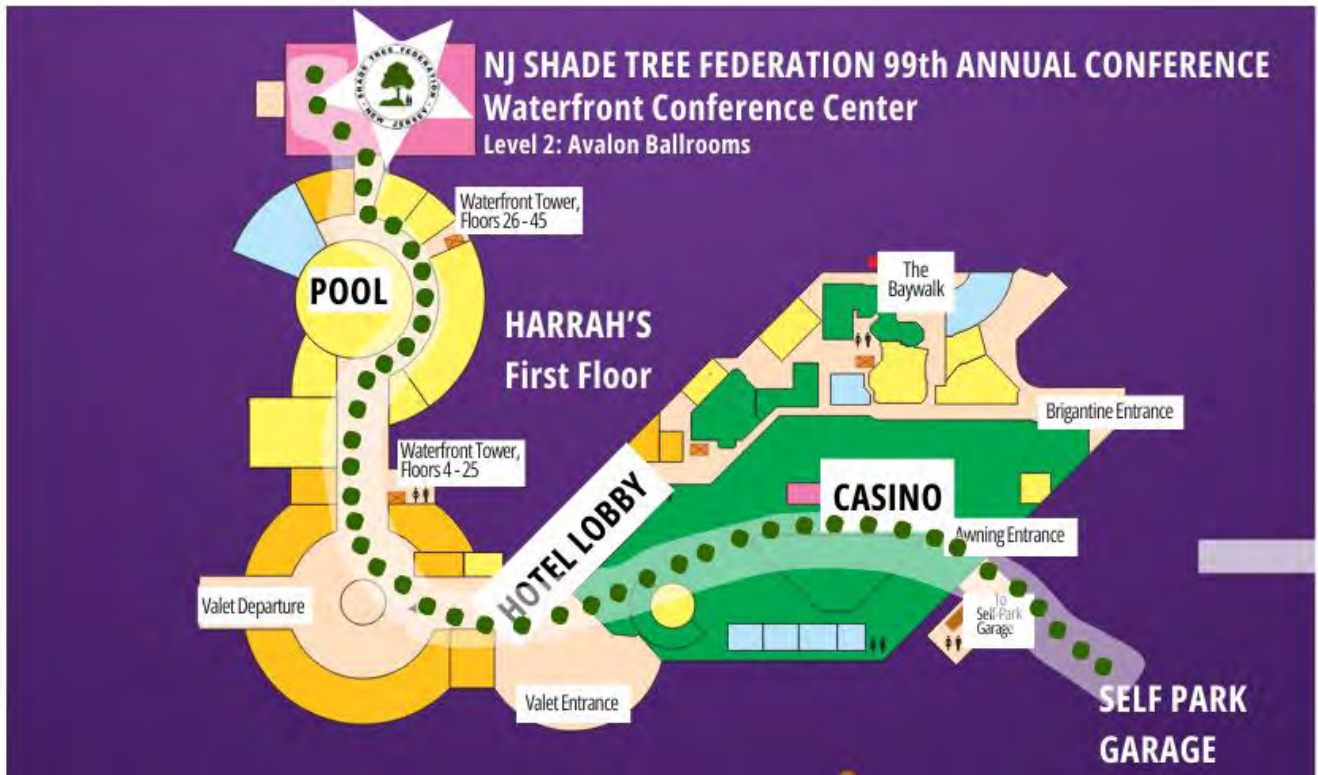 NJ SHADE TREE FEDERATION 99th ANNUAL CONFERENCE
Waterfront Conference Center
Level 2: Avalon Ballrooms
SHADE TREE FEDERATION
Waterfront Tower,
Floors 26 - 45
POOL
HARRAH'S
First Floor
The
Baywalk
Brigantine Entrance
Waterfront Tower,
Floors 4 - 25
HOTEL LOBBY
CASINO
Awning Entrance
Valet Departure
To
Self-Park
Garage
Valet Entrance
SELF PARK
GARAGE